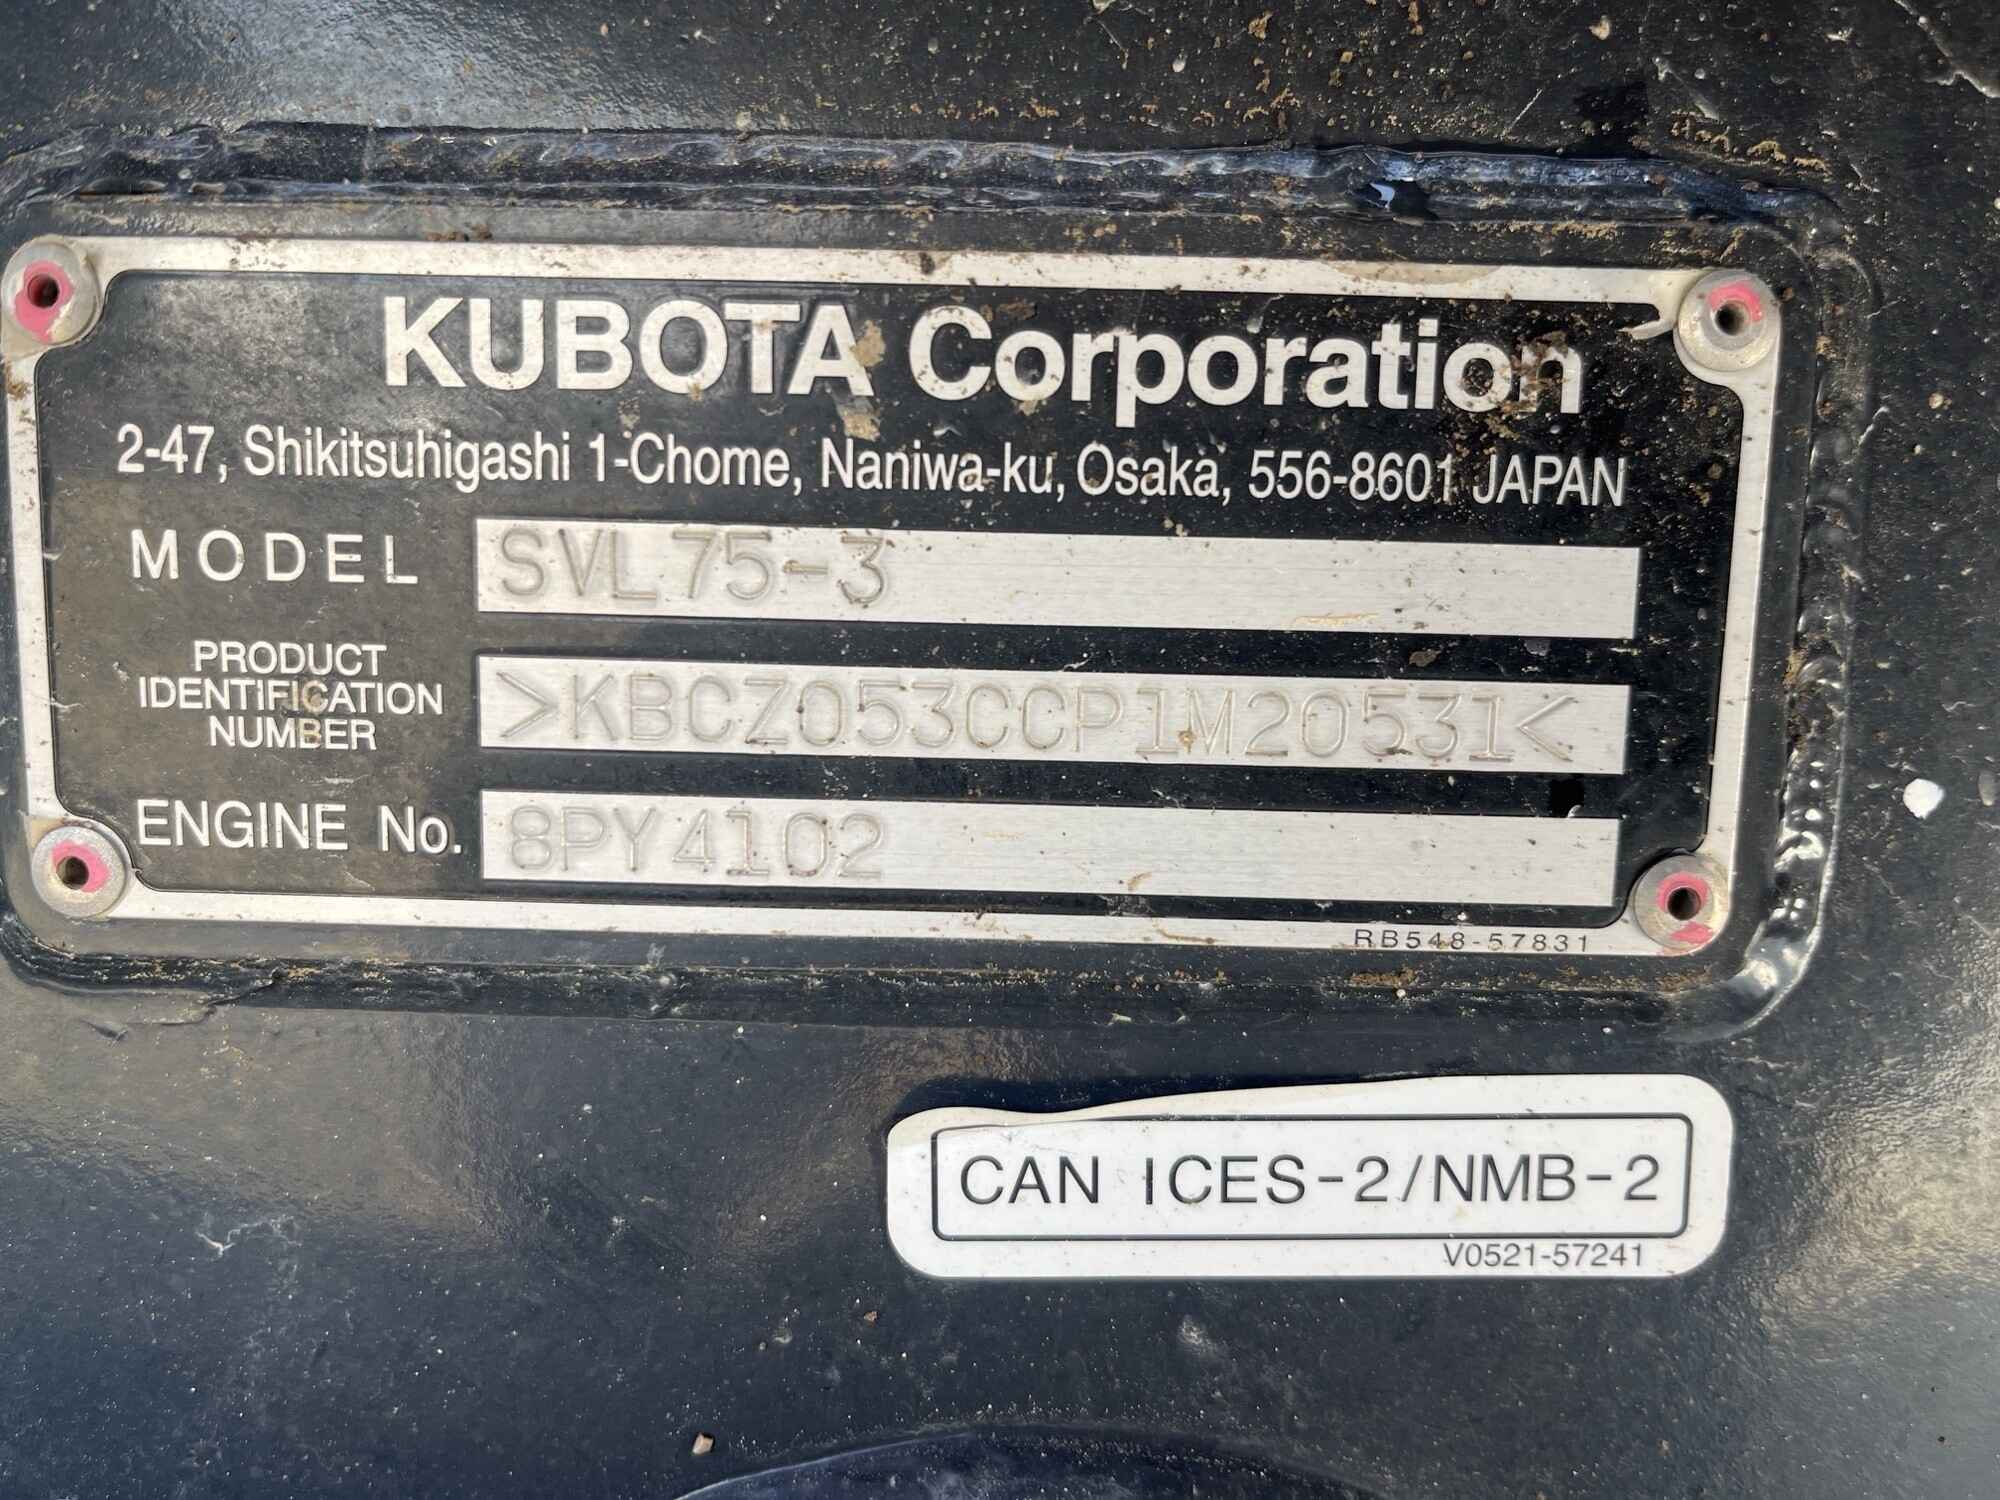 KUBOTA Corporation
2-47, Shikitsuhigashi 1-Chome, Naniwa-ku, Osaka, 556-8601 JAPAN
MODEL SVL75-3
PRODUCT
IDENTIFICATION
NUMBER >KBCZ053CCP1M20531<
ENGINE No. 8PY4102
RB548-57831
CAN ICES-2/NMB-2
V0521-57241